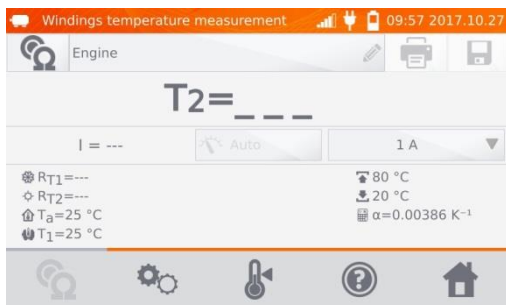 Windings temperature measurement 09:57 2017.10.27
Engine
T2=_ _ _
I = --- Auto 1 A
RT1=---
RT2=---
Ta=25 °C
T1=25 °C
80 °C
20 °C
α=0.00386 K⁻¹
?